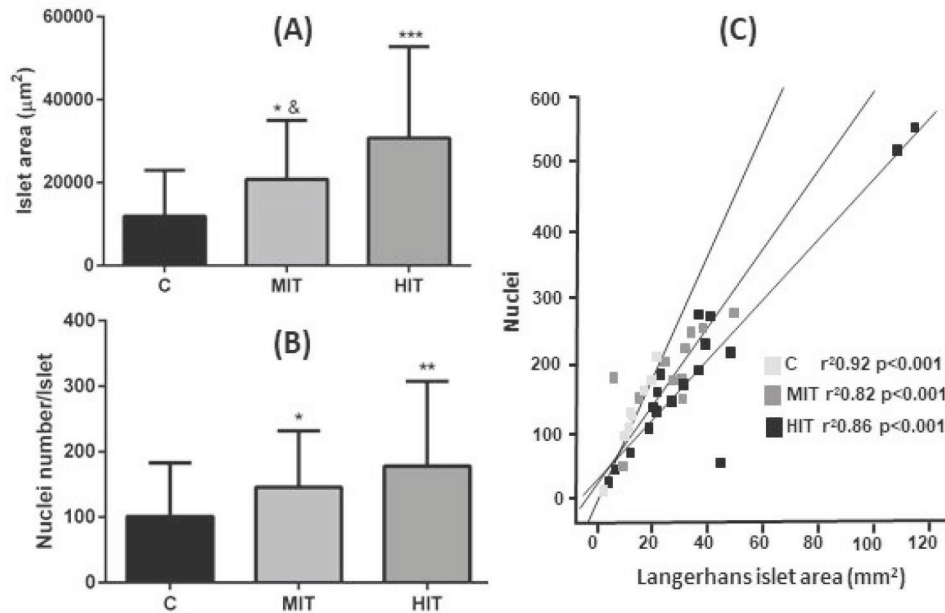 (A)
Islet area (μm²)
60000
40000
20000
0
* &
***
C MIT HIT
(B)
Nuclei number/Islet
400
300
200
100
0
*
**
C MIT HIT
(C)
Nuclei
600
500
400
300
200
100
0
C r²0.92 p<0.001
MIT r²0.82 p<0.001
HIT r²0.86 p<0.001
0 20 40 60 80 100 120
Langerhans islet area (mm²)